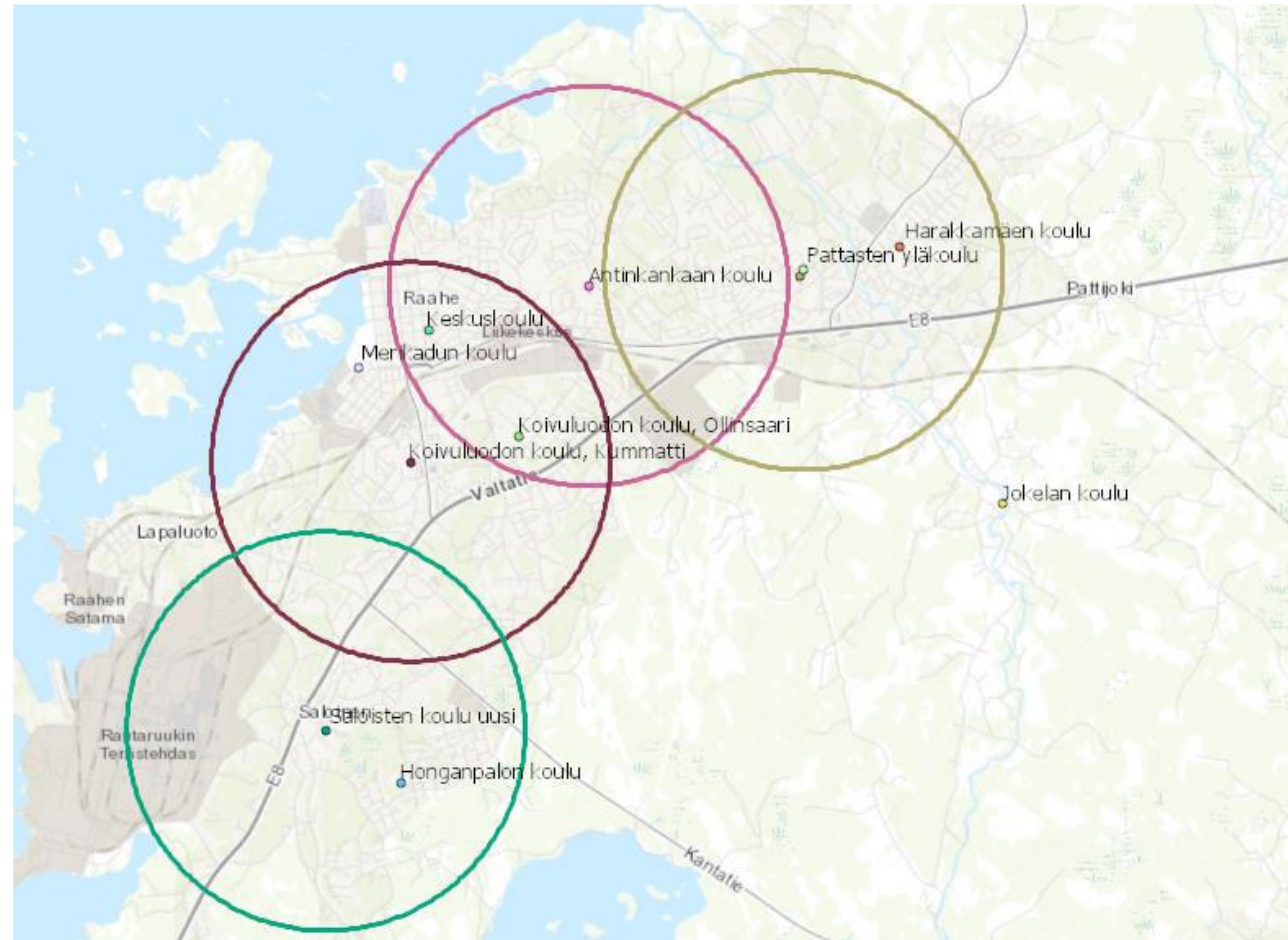 Harakkamäen koulu
Pattasten yläkoulu
Antinkankaan koulu
Pattijoki
Raahe
Keskuskoulu
E8
Liikekeskus
Merikadun koulu
Koivuluodon koulu, Ollinsaari
Koivuluodon koulu, Kummatti
Valtatie
Jokelan koulu
Lapaluoto
Raahen
Satama
Saloisten koulu uusi
Rautaruukin
Terästehdas
E8
Honganpalon koulu
Kantatie